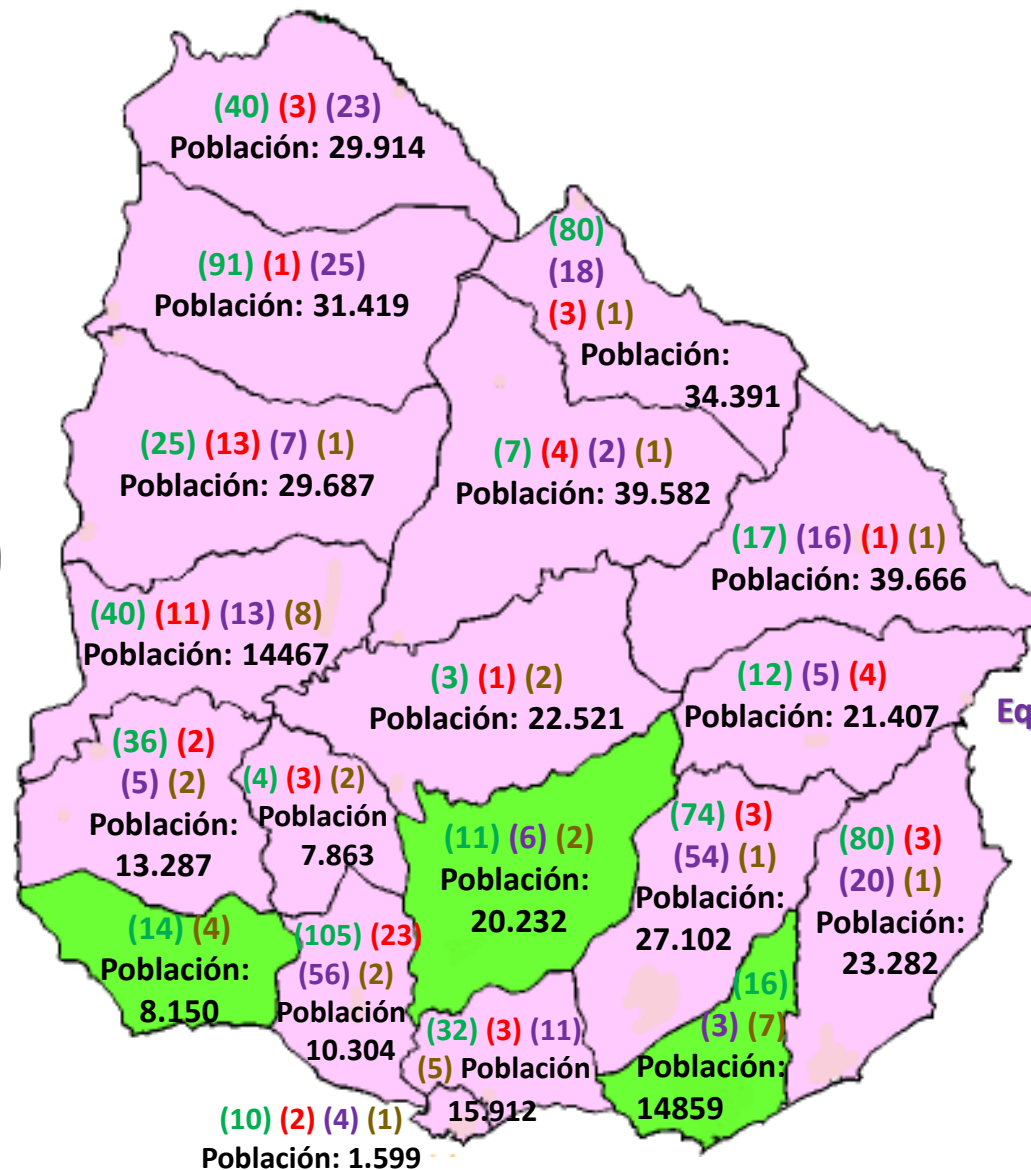 (40) (3) (23)
Población: 29.914
(80)
(18)
(3) (1)
Población:
34.391
(91) (1) (25)
Población: 31.419
(25) (13) (7) (1)
Población: 29.687
(7) (4) (2) (1)
Población: 39.582
(17) (16) (1) (1)
Población: 39.666
)
(40) (11) (13) (8)
Población: 14467
(3) (1) (2)
Población: 22.521
(12) (5) (4)
Población: 21.407
Eq
(36) (2)
(5) (2)
Población:
13.287
(4) (3) (2)
Población
7.863
(11) (6) (2)
Población:
20.232
(74) (3)
(54) (1)
Población:
27.102
(80) (3)
(20) (1)
Población:
23.282
(14) (4)
Población:
8.150
(105) (23)
(56) (2)
Población
10.304
(32) (3) (11)
(5) Población
15.912
(16)
(3) (7)
Población:
14859
(10) (2) (4) (1)
Población: 1.599